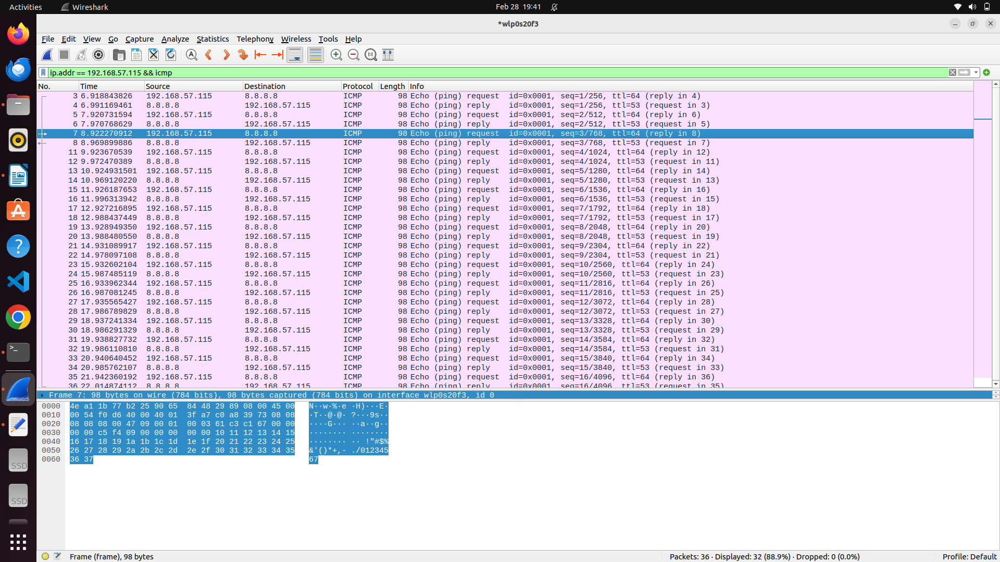 Activities Wireshark Feb 28 19:41
*wlp0s20f3
File Edit View Go Capture Analyze Statistics Telephony Wireless Tools Help
ip.addr == 192.168.57.115 && icmp
No. Time Source Destination Protocol Length Info
3 6.918843826 192.168.57.115 8.8.8.8 ICMP 98 Echo (ping) request id=0x0001, seq=1/256, ttl=64 (reply in 4)
4 6.991169461 8.8.8.8 192.168.57.115 ICMP 98 Echo (ping) reply id=0x0001, seq=1/256, ttl=53 (request in 3)
5 7.920731594 192.168.57.115 8.8.8.8 ICMP 98 Echo (ping) request id=0x0001, seq=2/512, ttl=64 (reply in 6)
6 7.970768629 8.8.8.8 192.168.57.115 ICMP 98 Echo (ping) reply id=0x0001, seq=2/512, ttl=53 (request in 5)
7 8.922270912 192.168.57.115 8.8.8.8 ICMP 98 Echo (ping) request id=0x0001, seq=3/768, ttl=64 (reply in 8)
8 8.969899886 8.8.8.8 192.168.57.115 ICMP 98 Echo (ping) reply id=0x0001, seq=3/768, ttl=53 (request in 7)
11 9.923670539 192.168.57.115 8.8.8.8 ICMP 98 Echo (ping) request id=0x0001, seq=4/1024, ttl=64 (reply in 12)
12 9.972470389 8.8.8.8 192.168.57.115 ICMP 98 Echo (ping) reply id=0x0001, seq=4/1024, ttl=53 (request in 11)
13 10.924931501 192.168.57.115 8.8.8.8 ICMP 98 Echo (ping) request id=0x0001, seq=5/1280, ttl=64 (reply in 14)
14 10.969120220 8.8.8.8 192.168.57.115 ICMP 98 Echo (ping) reply id=0x0001, seq=5/1280, ttl=53 (request in 13)
15 11.926187653 192.168.57.115 8.8.8.8 ICMP 98 Echo (ping) request id=0x0001, seq=6/1536, ttl=64 (reply in 16)
16 11.996313942 8.8.8.8 192.168.57.115 ICMP 98 Echo (ping) reply id=0x0001, seq=6/1536, ttl=53 (request in 15)
17 12.927216895 192.168.57.115 8.8.8.8 ICMP 98 Echo (ping) request id=0x0001, seq=7/1792, ttl=64 (reply in 18)
18 12.988437449 8.8.8.8 192.168.57.115 ICMP 98 Echo (ping) reply id=0x0001, seq=7/1792, ttl=53 (request in 17)
19 13.928949350 192.168.57.115 8.8.8.8 ICMP 98 Echo (ping) request id=0x0001, seq=8/2048, ttl=64 (reply in 20)
20 13.988480550 8.8.8.8 192.168.57.115 ICMP 98 Echo (ping) reply id=0x0001, seq=8/2048, ttl=53 (request in 19)
21 14.931089917 192.168.57.115 8.8.8.8 ICMP 98 Echo (ping) request id=0x0001, seq=9/2304, ttl=64 (reply in 22)
22 14.978097108 8.8.8.8 192.168.57.115 ICMP 98 Echo (ping) reply id=0x0001, seq=9/2304, ttl=53 (request in 21)
23 15.932602104 192.168.57.115 8.8.8.8 ICMP 98 Echo (ping) request id=0x0001, seq=10/2560, ttl=64 (reply in 24)
24 15.987485119 8.8.8.8 192.168.57.115 ICMP 98 Echo (ping) reply id=0x0001, seq=10/2560, ttl=53 (request in 23)
25 16.933962344 192.168.57.115 8.8.8.8 ICMP 98 Echo (ping) request id=0x0001, seq=11/2816, ttl=64 (reply in 26)
26 16.987081245 8.8.8.8 192.168.57.115 ICMP 98 Echo (ping) reply id=0x0001, seq=11/2816, ttl=53 (request in 25)
27 17.935565427 192.168.57.115 8.8.8.8 ICMP 98 Echo (ping) request id=0x0001, seq=12/3072, ttl=64 (reply in 28)
28 17.986789829 8.8.8.8 192.168.57.115 ICMP 98 Echo (ping) reply id=0x0001, seq=12/3072, ttl=53 (request in 27)
29 18.937241334 192.168.57.115 8.8.8.8 ICMP 98 Echo (ping) request id=0x0001, seq=13/3328, ttl=64 (reply in 30)
30 18.986291329 8.8.8.8 192.168.57.115 ICMP 98 Echo (ping) reply id=0x0001, seq=13/3328, ttl=53 (request in 29)
31 19.938827732 192.168.57.115 8.8.8.8 ICMP 98 Echo (ping) request id=0x0001, seq=14/3584, ttl=64 (reply in 32)
32 19.986110810 8.8.8.8 192.168.57.115 ICMP 98 Echo (ping) reply id=0x0001, seq=14/3584, ttl=53 (request in 31)
33 20.940640452 192.168.57.115 8.8.8.8 ICMP 98 Echo (ping) request id=0x0001, seq=15/3840, ttl=64 (reply in 34)
34 20.985762107 8.8.8.8 192.168.57.115 ICMP 98 Echo (ping) reply id=0x0001, seq=15/3840, ttl=53 (request in 33)
35 21.942360192 192.168.57.115 8.8.8.8 ICMP 98 Echo (ping) request id=0x0001, seq=16/4096, ttl=64 (reply in 36)
36 22.014874112 8.8.8.8 192.168.57.115 ICMP 98 Echo (ping) reply id=0x0001, seq=16/4096, ttl=53 (request in 35)
Frame 7: 98 bytes on wire (784 bits), 98 bytes captured (784 bits) on interface wlp0s20f3, id 0
0000 4e a1 1b 77 b2 25 90 65 84 48 29 89 08 00 45 00 N··w·%·e ·H)···E·
0010 00 54 f0 d6 40 00 40 01 3f a7 c0 a8 39 73 08 08 ·T··@·@· ?···9s··
0020 08 08 08 00 47 09 00 01 00 03 61 c3 c1 67 00 00 ····G··· ··a··g··
0030 00 00 c5 f4 09 00 00 00 00 00 10 11 12 13 14 15 ········ ········
0040 16 17 18 19 1a 1b 1c 1d 1e 1f 20 21 22 23 24 25 ········ ·· !"#$%
0050 26 27 28 29 2a 2b 2c 2d 2e 2f 30 31 32 33 34 35 &'()*+,- ./012345
0060 36 37 67
SSD
SSD
Frame (frame), 98 bytes Packets: 36 · Displayed: 32 (88.9%) · Dropped: 0 (0.0%) Profile: Default